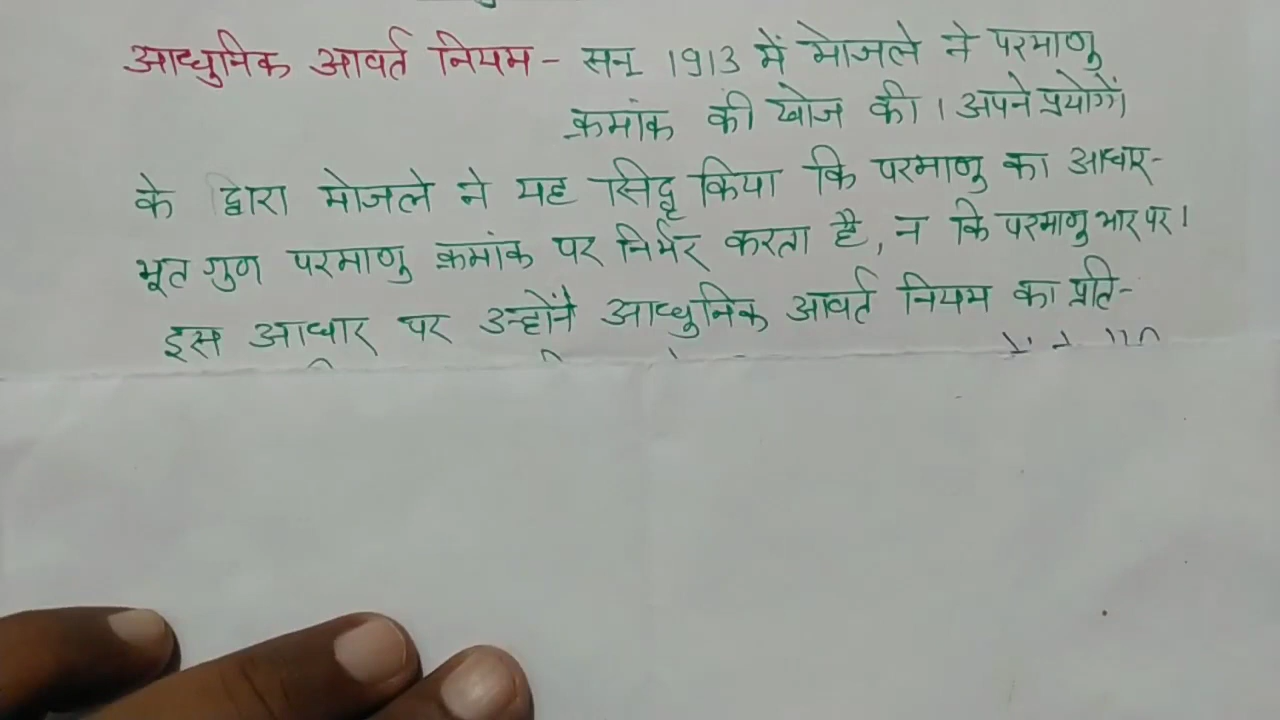 आधुनिक आवर्त नियम - सन् 1913 में मोजले ने परमाणु
क्रमांक की खोज की । अपने प्रयोगों
के द्वारा मोजले ने यह सिद्ध किया कि परमाणु का आधार-
भूत गुण परमाणु क्रमांक पर निर्भर करता है, न कि परमाणु भार पर ।
इस आधार पर उन्होंने आधुनिक आवर्त नियम का प्रति-